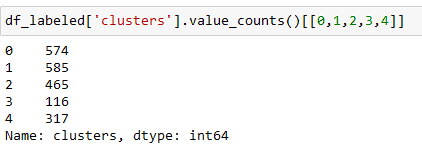 df_labeled['clusters'].value_counts()[[0,1,2,3,4]]
0    574
1    585
2    465
3    116
4    317
Name: clusters, dtype: int64